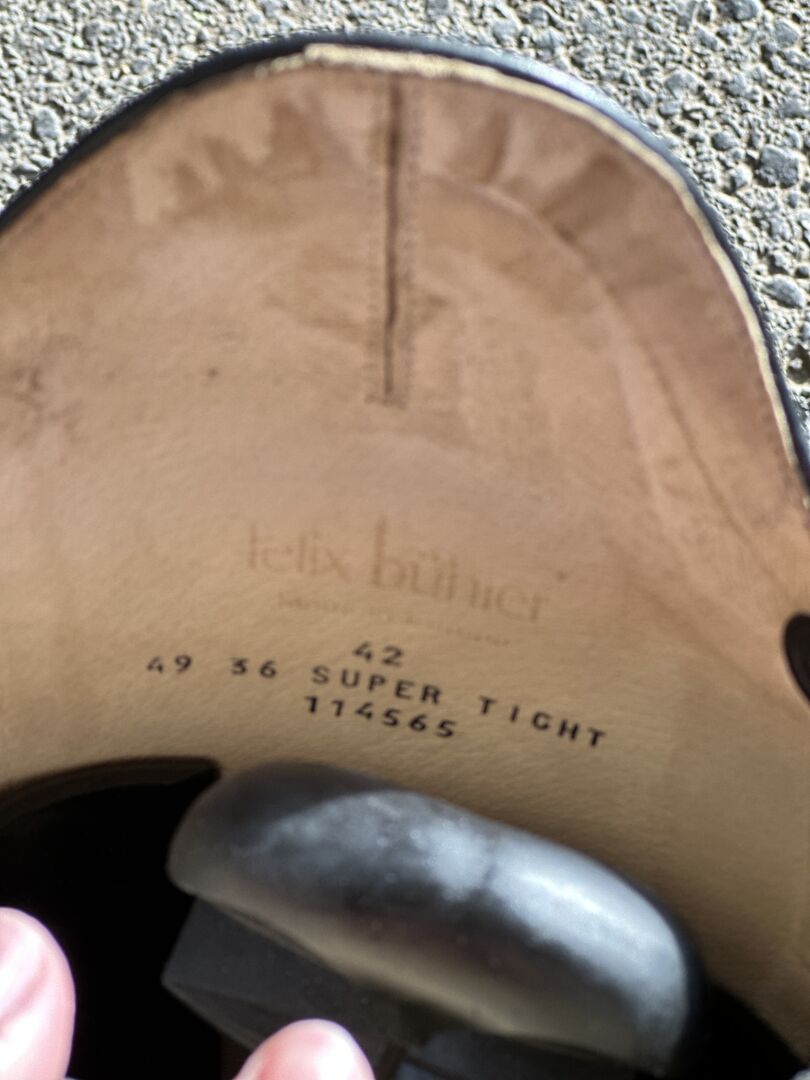 felix bühler
42
49 36 SUPER TIGHT
114565